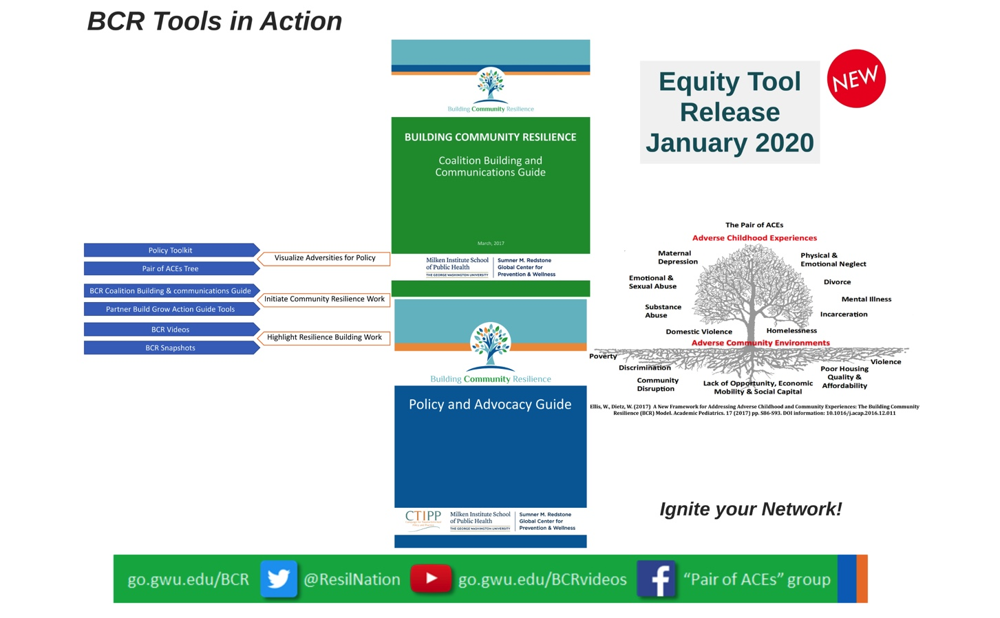 BCR Tools in Action
Building Community Resilience
BUILDING COMMUNITY RESILIENCE
Coalition Building and
Communications Guide
March, 2017
Milken Institute School
of Public Health
THE GEORGE WASHINGTON UNIVERSITY
Sumner M. Redstone
Global Center for
Prevention & Wellness
Equity Tool
Release
January 2020
NEW
Policy Toolkit
Pair of ACEs Tree
Visualize Adversities for Policy
BCR Coalition Building & communications Guide
Partner Build Grow Action Guide Tools
Initiate Community Resilience Work
BCR Videos
BCR Snapshots
Highlight Resilience Building Work
Building Community Resilience
Policy and Advocacy Guide
CTIPP
Milken Institute School
of Public Health
THE GEORGE WASHINGTON UNIVERSITY
Sumner M. Redstone
Global Center for
Prevention & Wellness
The Pair of ACEs
Adverse Childhood Experiences
Maternal
Depression
Physical &
Emotional Neglect
Emotional &
Sexual Abuse
Divorce
Mental Illness
Substance
Abuse
Incarceration
Domestic Violence
Homelessness
Adverse Community Environments
Poverty
Violence
Discrimination
Poor Housing
Quality &
Affordability
Community
Disruption
Lack of Opportunity, Economic
Mobility & Social Capital
Ellis, W., Dietz, W. (2017) A New Framework for Addressing Adverse Childhood and Community Experiences: The Building Community
Resilience (BCR) Model. Academic Pediatrics. 17 (2017) pp. S86-S93. DOI information: 10.1016/j.acap.2016.12.011
Ignite your Network!
go.gwu.edu/BCR
@ResilNation
go.gwu.edu/BCRvideos
“Pair of ACEs” group